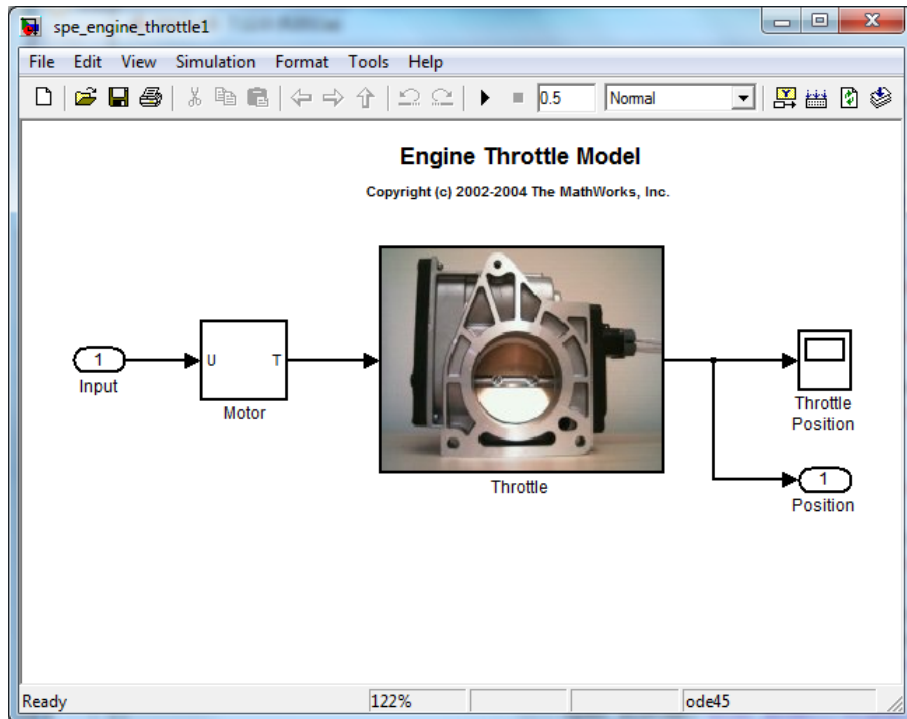 spe_engine_throttle1
File Edit View Simulation Format Tools Help
0.5 Normal
Engine Throttle Model
Copyright (c) 2002-2004 The MathWorks, Inc.
1
Input
U T
Motor
Throttle
Throttle
Position
1
Position
Ready 122% ode45